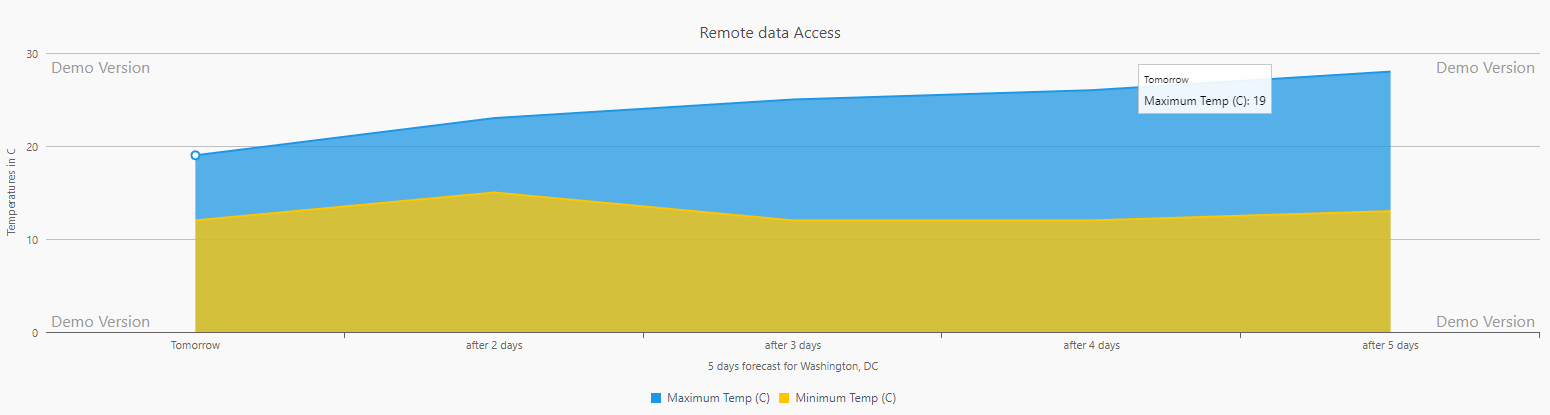 Remote data Access
30
Demo Version
Demo Version
Tomorrow
Maximum Temp (C): 19
20
Temperatures in C
10
Demo Version
Demo Version
0
Tomorrow
after 2 days
after 3 days
after 4 days
after 5 days
5 days forecast for Washington, DC
Maximum Temp (C)
Minimum Temp (C)